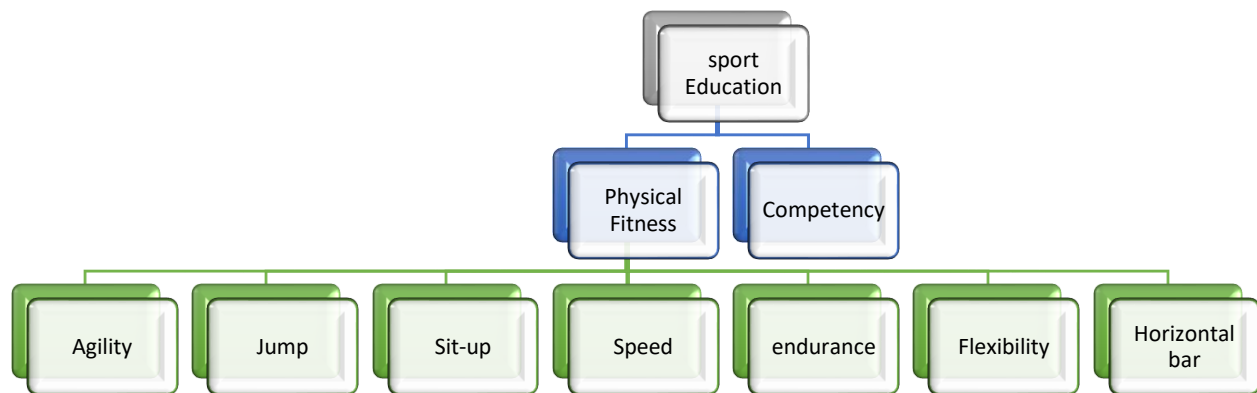 sport
Education
Physical
Fitness
Competency
Agility
Jump
Sit-up
Speed
endurance
Flexibility
Horizontal
bar